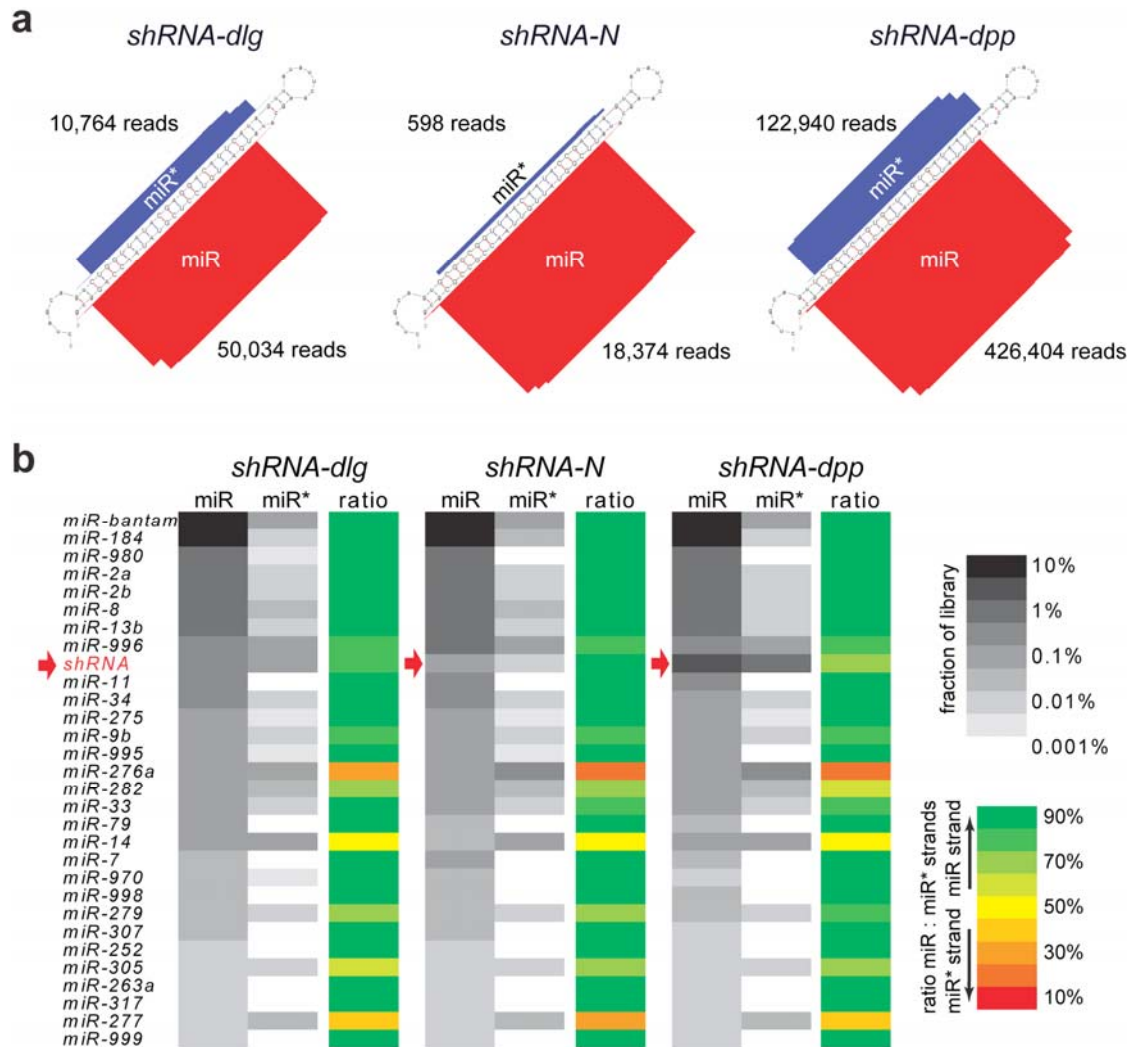 a
shRNA-dlg
shRNA-N
shRNA-dpp
10,764 reads
miR*
miR
50,034 reads
598 reads
miR*
miR
18,374 reads
122,940 reads
miR*
miR
426,404 reads
b
shRNA-dlg
shRNA-N
shRNA-dpp
miR miR* ratio
miR miR* ratio
miR miR* ratio
miR-bantam
miR-184
miR-980
miR-2a
miR-2b
miR-8
miR-13b
miR-996
shRNA
miR-11
miR-34
miR-275
miR-9b
miR-995
miR-276a
miR-282
miR-33
miR-79
miR-14
miR-7
miR-970
miR-998
miR-279
miR-307
miR-252
miR-305
miR-263a
miR-317
miR-277
miR-999
fraction of library
10%
1%
0.1%
0.01%
0.001%
ratio miR : miR* strands
miR* strand
miR strand
90%
70%
50%
30%
10%